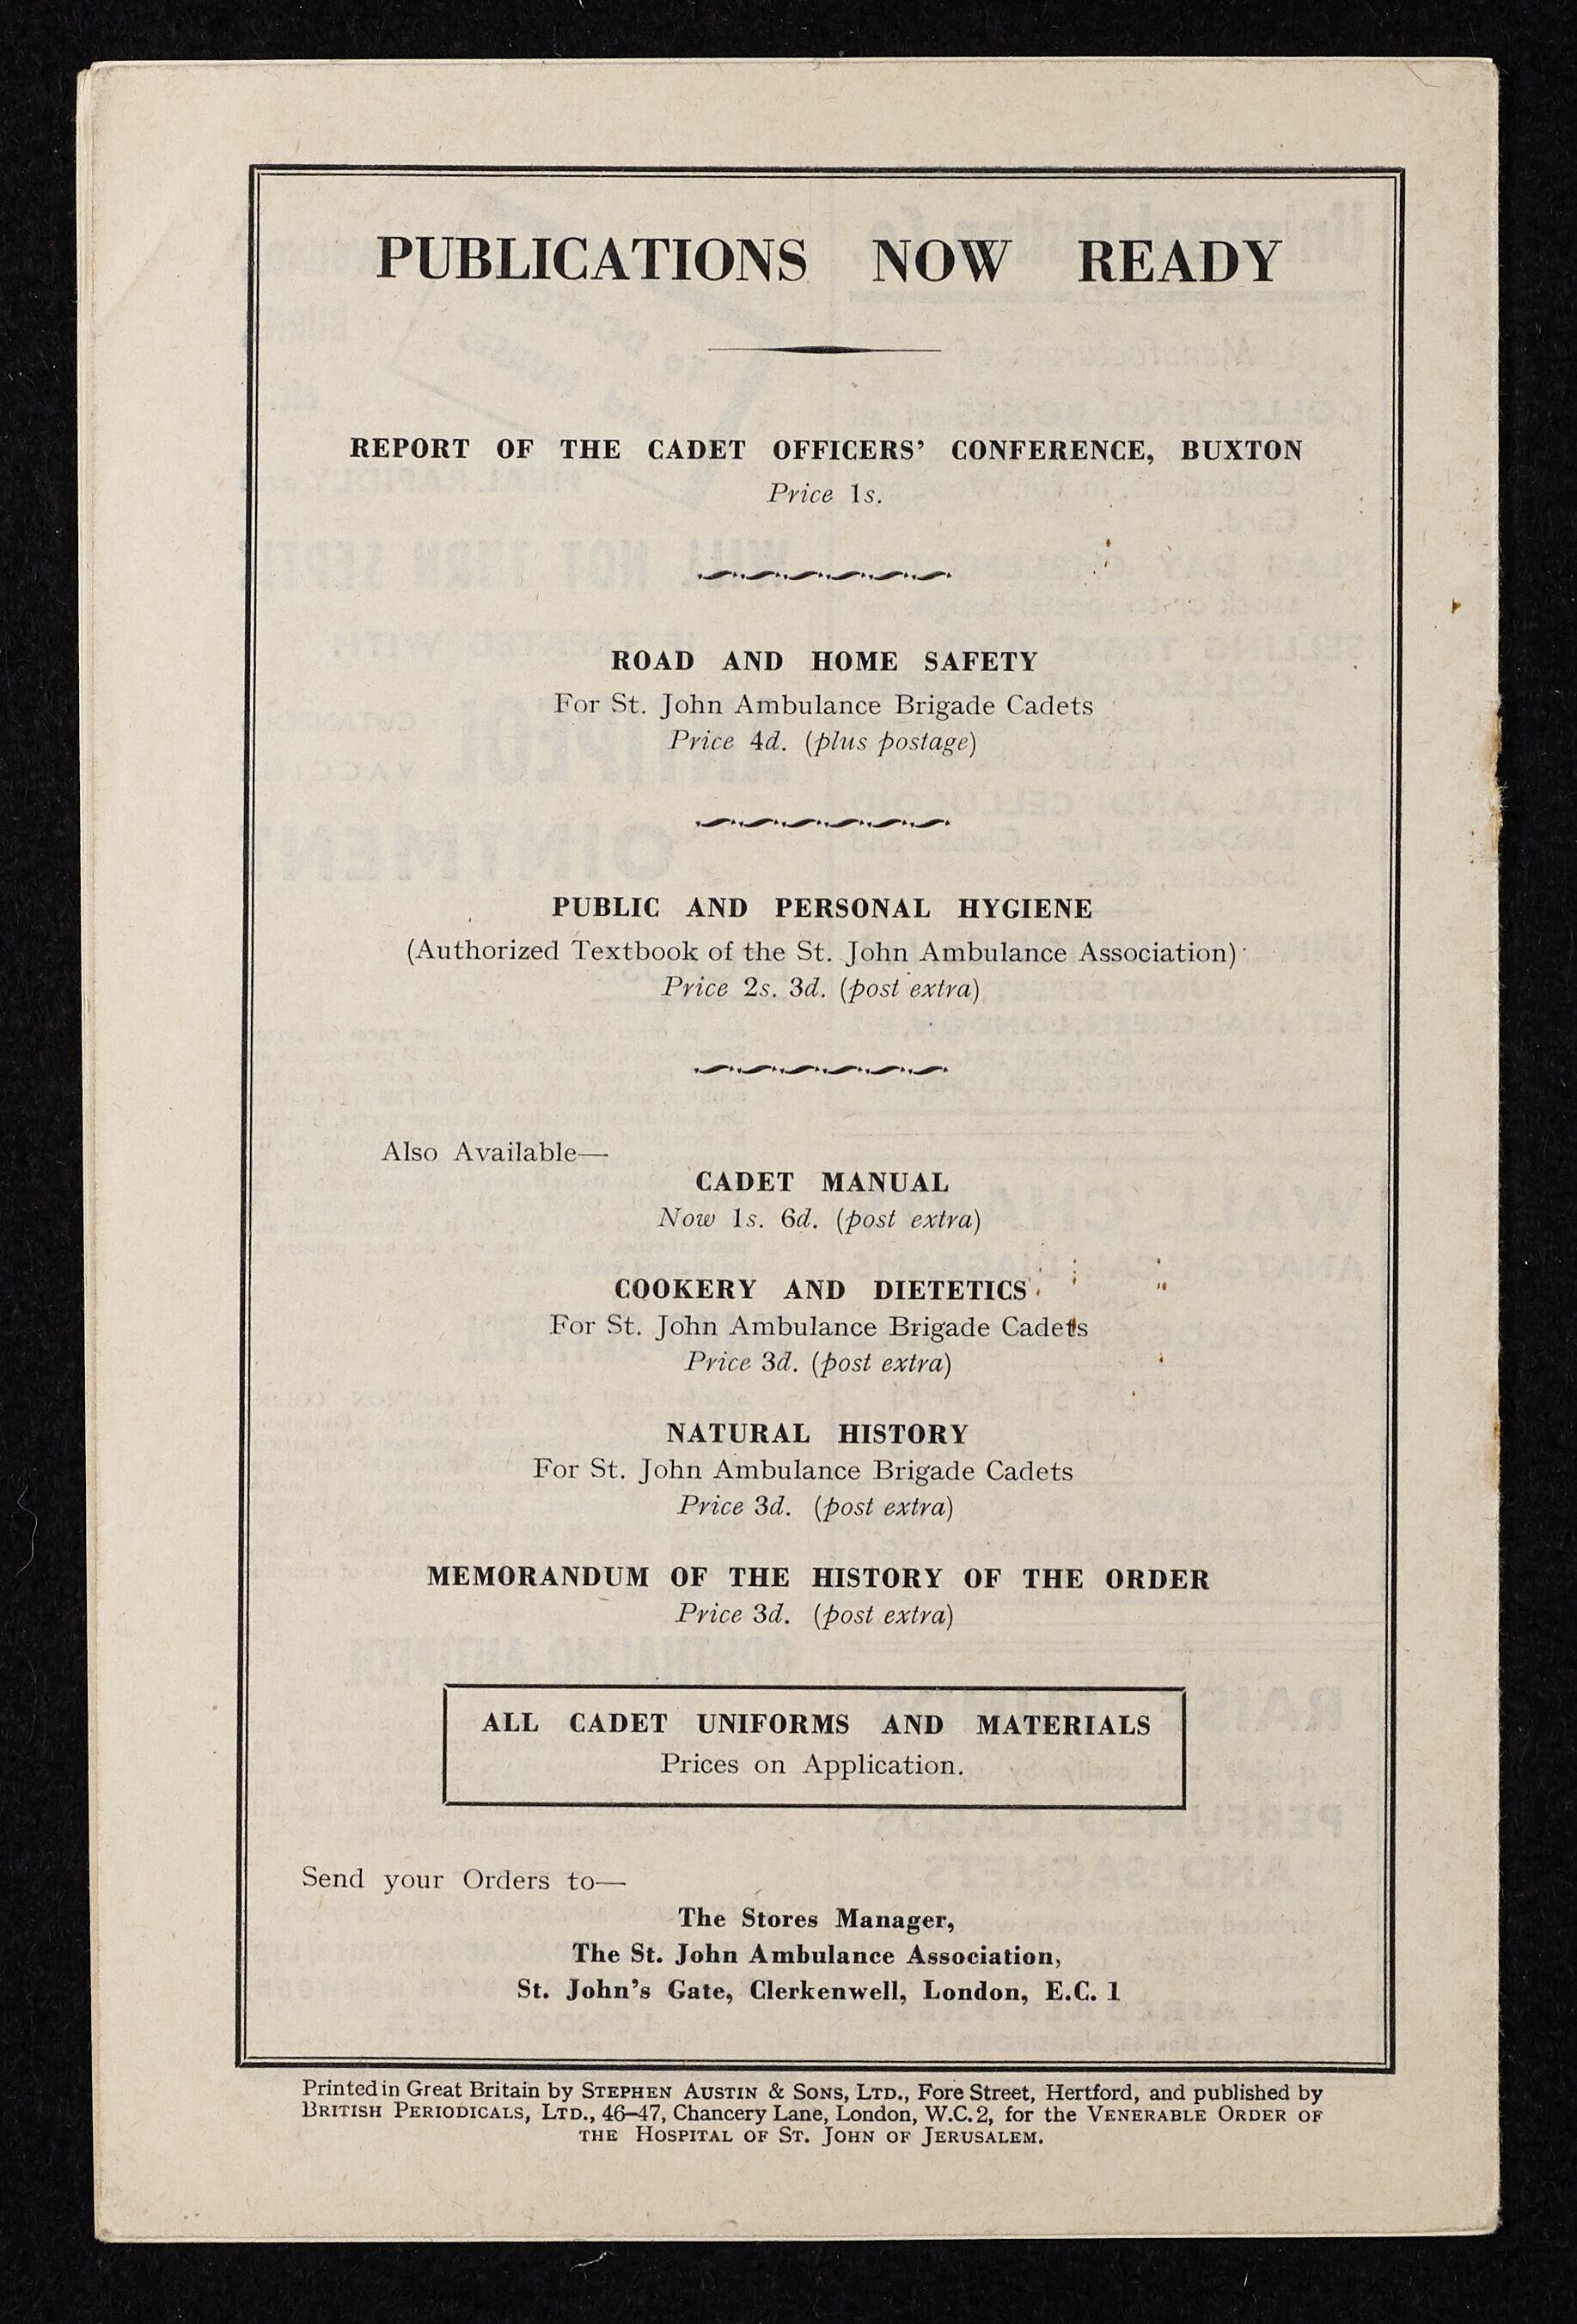 PUBLICATIONS NOW READY
REPORT OF THE CADET OFFICERS' CONFERENCE, BUXTON
Price 1s.
ROAD AND HOME SAFETY
For St. John Ambulance Brigade Cadets
Price 4d. (plus postage)
PUBLIC AND PERSONAL HYGIENE
(Authorized Textbook of the St. John Ambulance Association)
Price 2s. 3d. (post extra)
Also Available—
CADET MANUAL
Now 1s. 6d. (post extra)
COOKERY AND DIETETICS
For St. John Ambulance Brigade Cadets
Price 3d. (post extra)
NATURAL HISTORY
For St. John Ambulance Brigade Cadets
Price 3d. (post extra)
MEMORANDUM OF THE HISTORY OF THE ORDER
Price 3d. (post extra)
ALL CADET UNIFORMS AND MATERIALS
Prices on Application.
Send your Orders to—
The Stores Manager,
The St. John Ambulance Association,
St. John's Gate, Clerkenwell, London, E.C. 1
Printed in Great Britain by STEPHEN AUSTIN & SONS, LTD., Fore Street, Hertford, and published by
BRITISH PERIODICALS, LTD., 46–47, Chancery Lane, London, W.C. 2, for the VENERABLE ORDER OF
THE HOSPITAL OF ST. JOHN OF JERUSALEM.